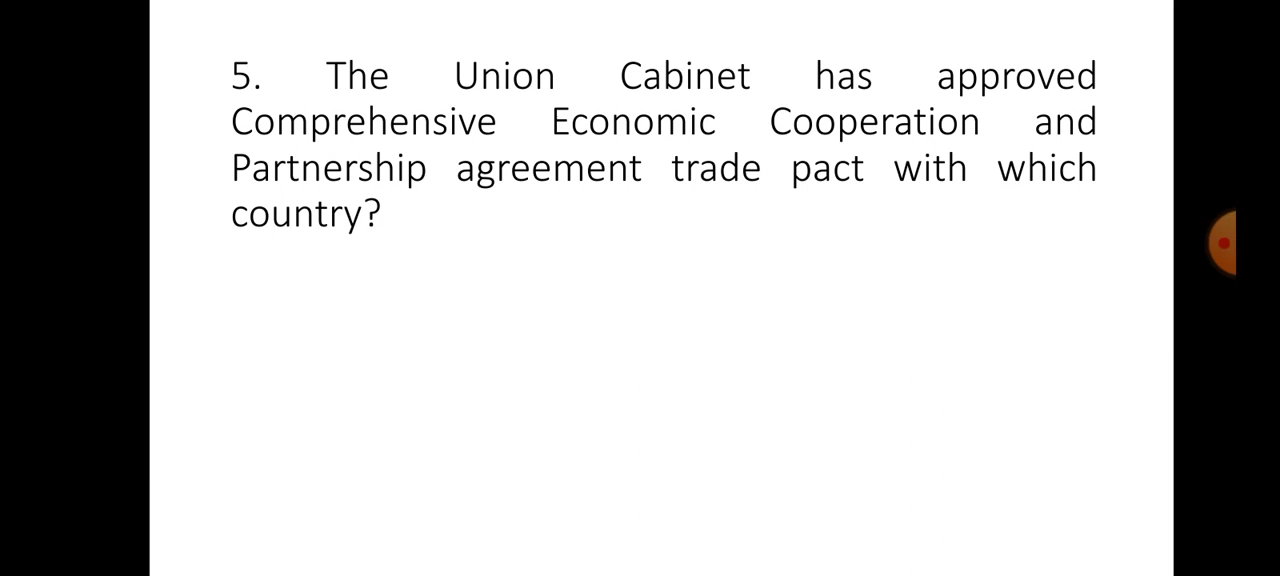 5. The Union Cabinet has approved
Comprehensive Economic Cooperation and
Partnership agreement trade pact with which
country?